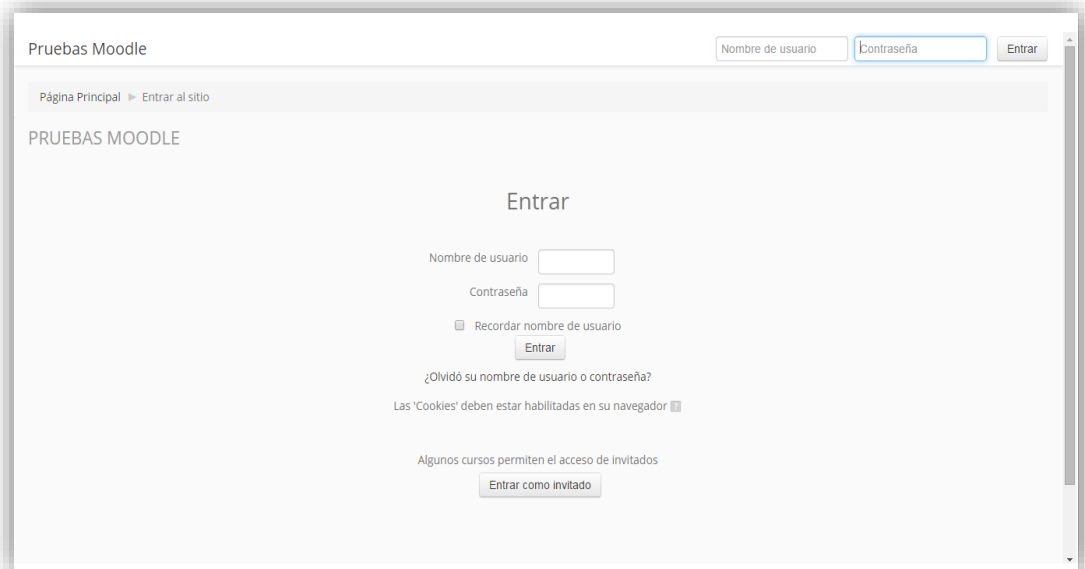 Pruebas Moodle
Nombre de usuario Contraseña Entrar
Página Principal Entrar al sitio
PRUEBAS MOODLE
Entrar
Nombre de usuario
Contraseña
Recordar nombre de usuario
Entrar
¿Olvidó su nombre de usuario o contraseña?
Las 'Cookies' deben estar habilitadas en su navegador ?
Algunos cursos permiten el acceso de invitados
Entrar como invitado